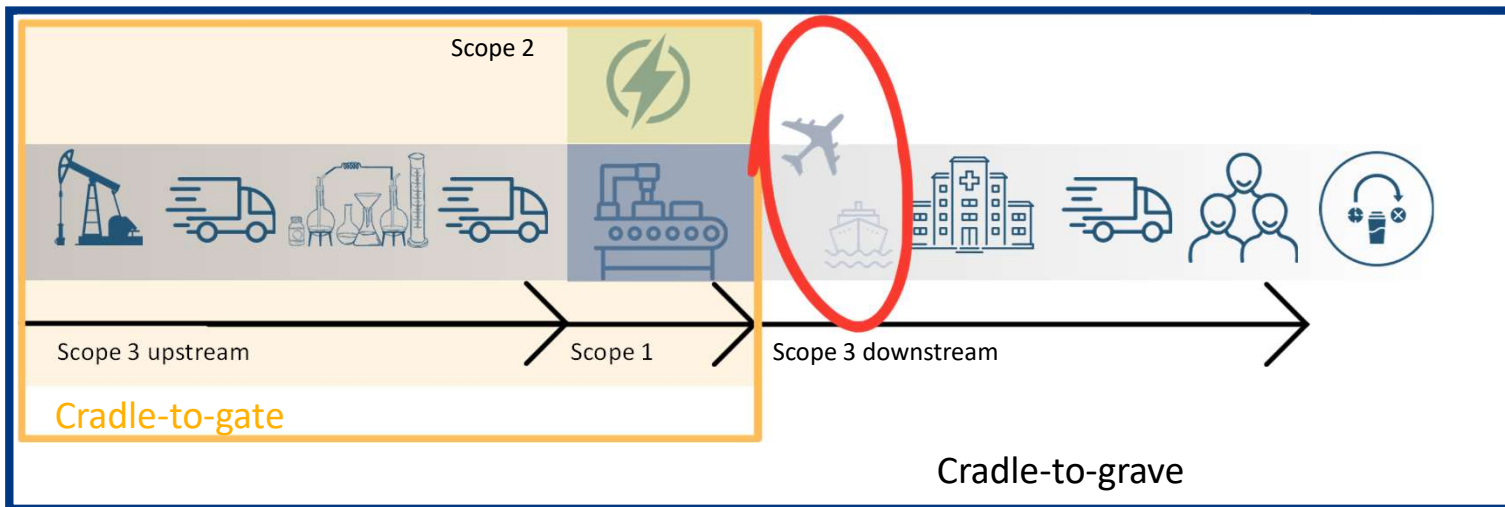 Scope 2
Scope 3 upstream
Scope 1
Scope 3 downstream
Cradle-to-gate
Cradle-to-grave